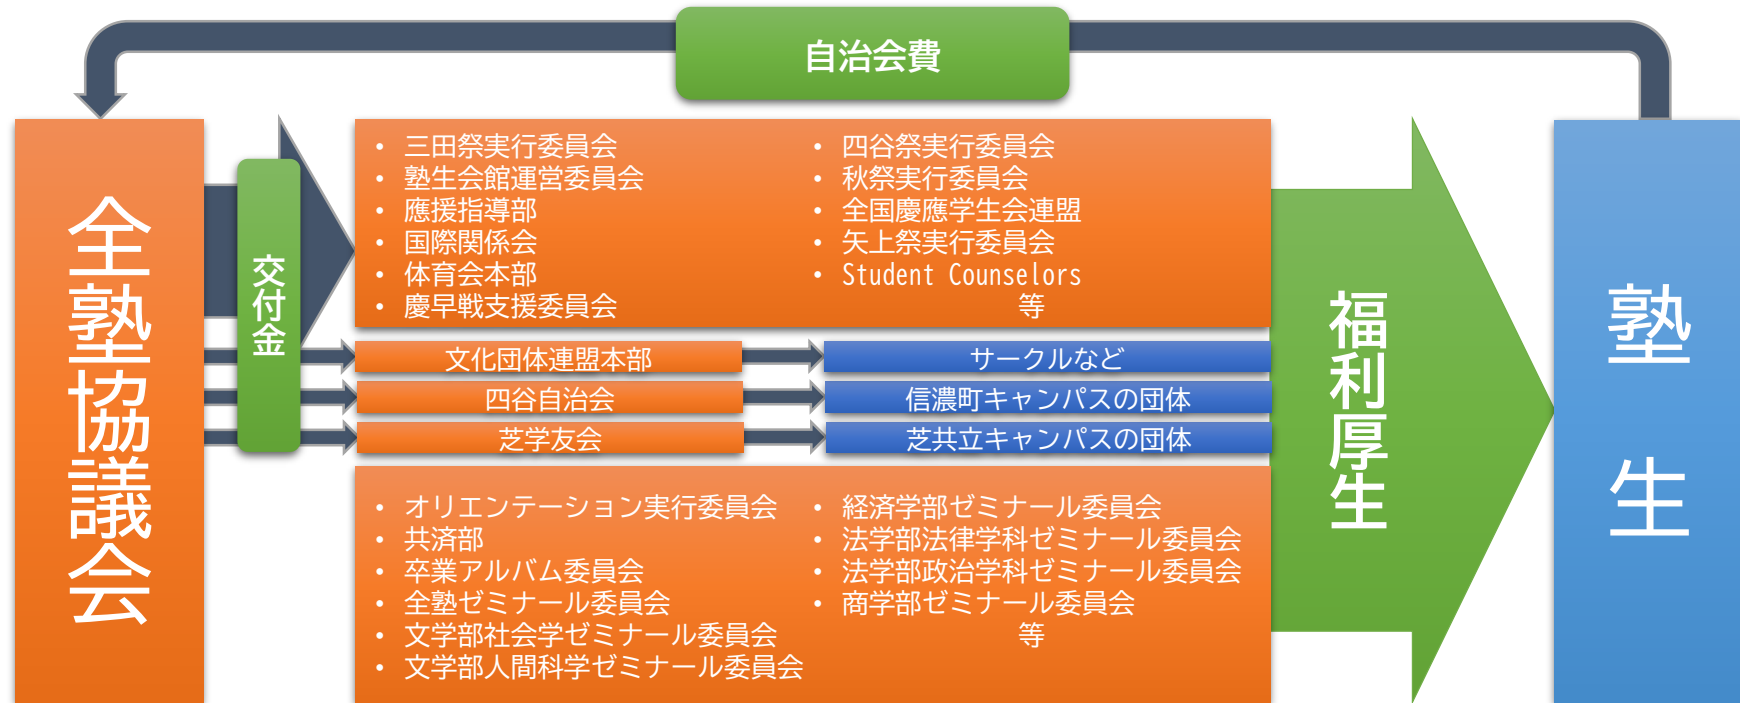 自治会費
全塾協議会
交付金
・ 三田祭実行委員会
・ 塾生会館運営委員会
・ 應援指導部
・ 国際関係会
・ 体育会本部
・ 慶早戦支援委員会
・ 四谷祭実行委員会
・ 秋祭実行委員会
・ 全国慶應学生会連盟
・ 矢上祭実行委員会
・ Student Counselors
等
文化団体連盟本部
サークルなど
四谷自治会
信濃町キャンパスの団体
芝学友会
芝共立キャンパスの団体
・ オリエンテーション実行委員会
・ 共済部
・ 卒業アルバム委員会
・ 全塾ゼミナール委員会
・ 文学部社会学ゼミナール委員会
・ 文学部人間科学ゼミナール委員会
・ 経済学部ゼミナール委員会
・ 法学部法律学科ゼミナール委員会
・ 法学部政治学科ゼミナール委員会
・ 商学部ゼミナール委員会
等
福利厚生
塾生